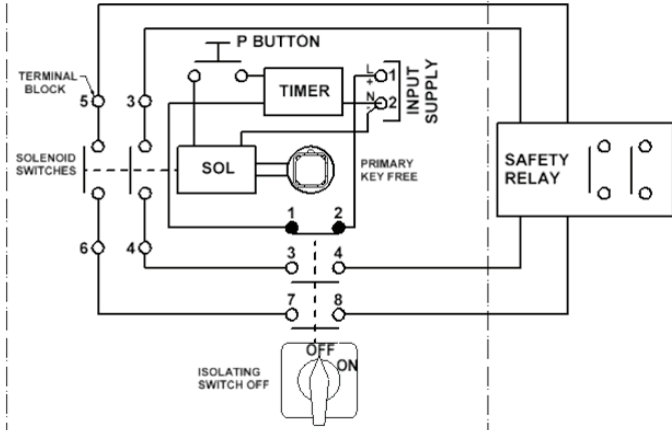 P BUTTON
TERMINAL
BLOCK
5
3
TIMER
L
+
1
N
-
2
INPUT
SUPPLY
SOLENOID
SWITCHES
SOL
PRIMARY
KEY FREE
SAFETY
RELAY
1
2
6
4
3
4
7
8
OFF
ON
ISOLATING
SWITCH OFF